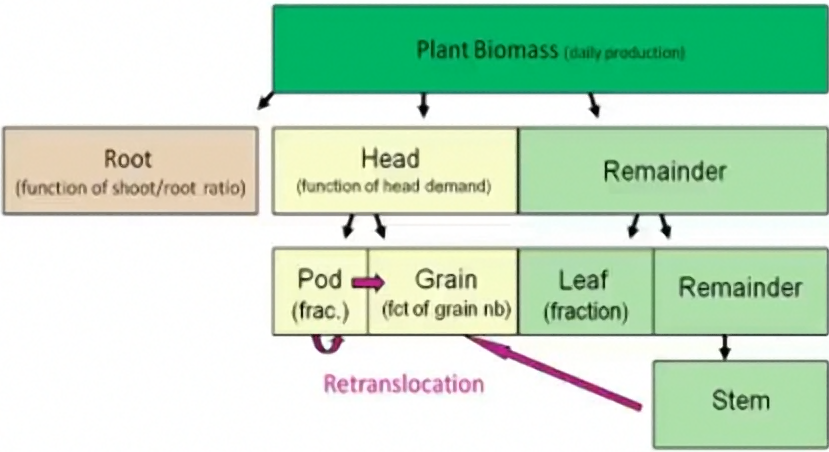 Plant Biomass (daily production)
Root
(function of shoot/root ratio)
Head
(function of head demand)
Remainder
Pod
(frac.)
Grain
(fct of grain nb)
Leaf
(fraction)
Remainder
Retranslocation
Stem